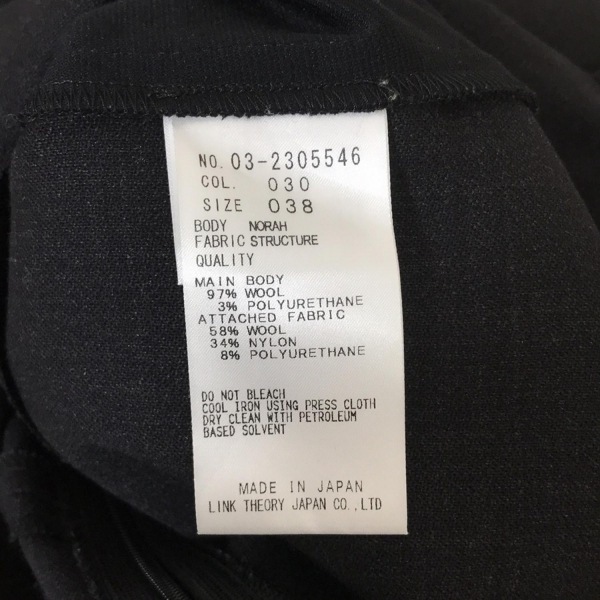 NO. 03-2305546
COL. 030
SIZE 038
BODY NORAH
FABRIC STRUCTURE
QUALITY
MAIN BODY
97% WOOL
3% POLYURETHANE
ATTACHED FABRIC
58% WOOL
34% NYLON
8% POLYURETHANE
DO NOT BLEACH
COOL IRON USING PRESS CLOTH
DRY CLEAN WITH PETROLEUM
BASED SOLVENT
MADE IN JAPAN
LINK THEORY JAPAN CO.,LTD